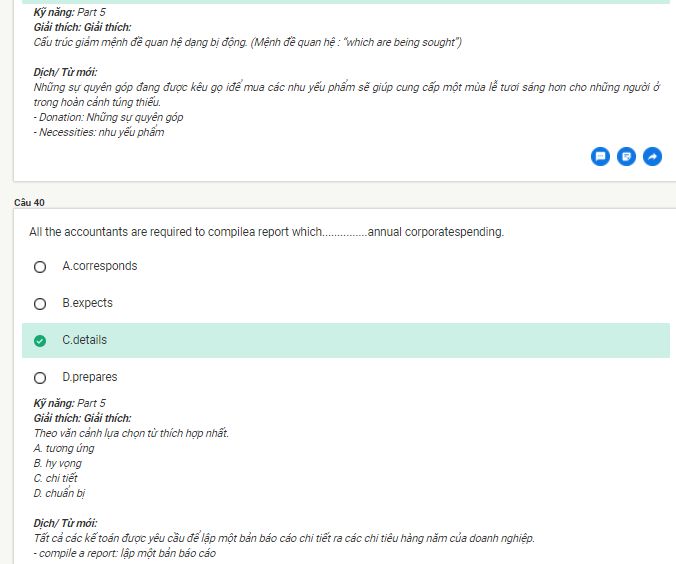 Kỹ năng: Part 5
Giải thích: Giải thích:
Cấu trúc giảm mệnh đề quan hệ dạng bị động. (Mệnh đề quan hệ : "which are being sought")
Dịch/ Từ mới:
Những sự quyên góp đang được kêu gọ iđể mua các nhu yếu phẩm sẽ giúp cung cấp một mùa lễ tươi sáng hơn cho những người ở
trong hoàn cảnh túng thiếu.
- Donation: Những sự quyên góp
- Necessities: nhu yếu phẩm
Câu 40
All the accountants are required to compilea report which...............annual corporatespending.
A.corresponds
B.expects
C.details
D.prepares
Kỹ năng: Part 5
Giải thích: Giải thích:
Theo văn cảnh lựa chọn từ thích hợp nhất.
A. tương ứng
B. hy vọng
C. chi tiết
D. chuẩn bị
Dịch/ Từ mới:
Tất cả các kế toán được yêu cầu để lập một bản báo cáo chi tiết ra các chi tiêu hàng năm của doanh nghiệp.
- compile a report: lập một bản báo cáo